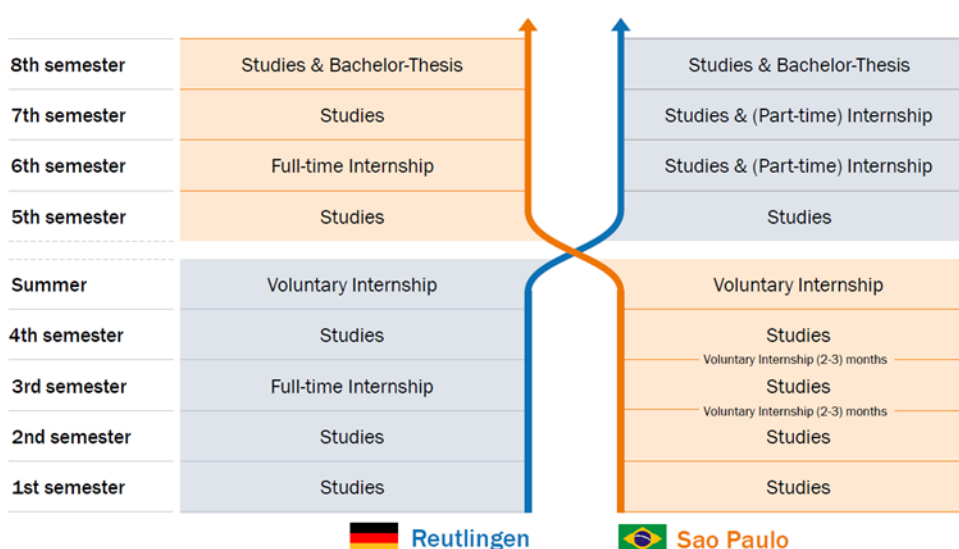 8th semester Studies & Bachelor-Thesis Studies & Bachelor-Thesis
7th semester Studies Studies & (Part-time) Internship
6th semester Full-time Internship Studies & (Part-time) Internship
5th semester Studies Studies
Summer Voluntary Internship Voluntary Internship
4th semester Studies Studies
Voluntary Internship (2-3) months
3rd semester Full-time Internship Studies
Voluntary Internship (2-3) months
2nd semester Studies Studies
1st semester Studies Studies
Reutlingen Sao Paulo